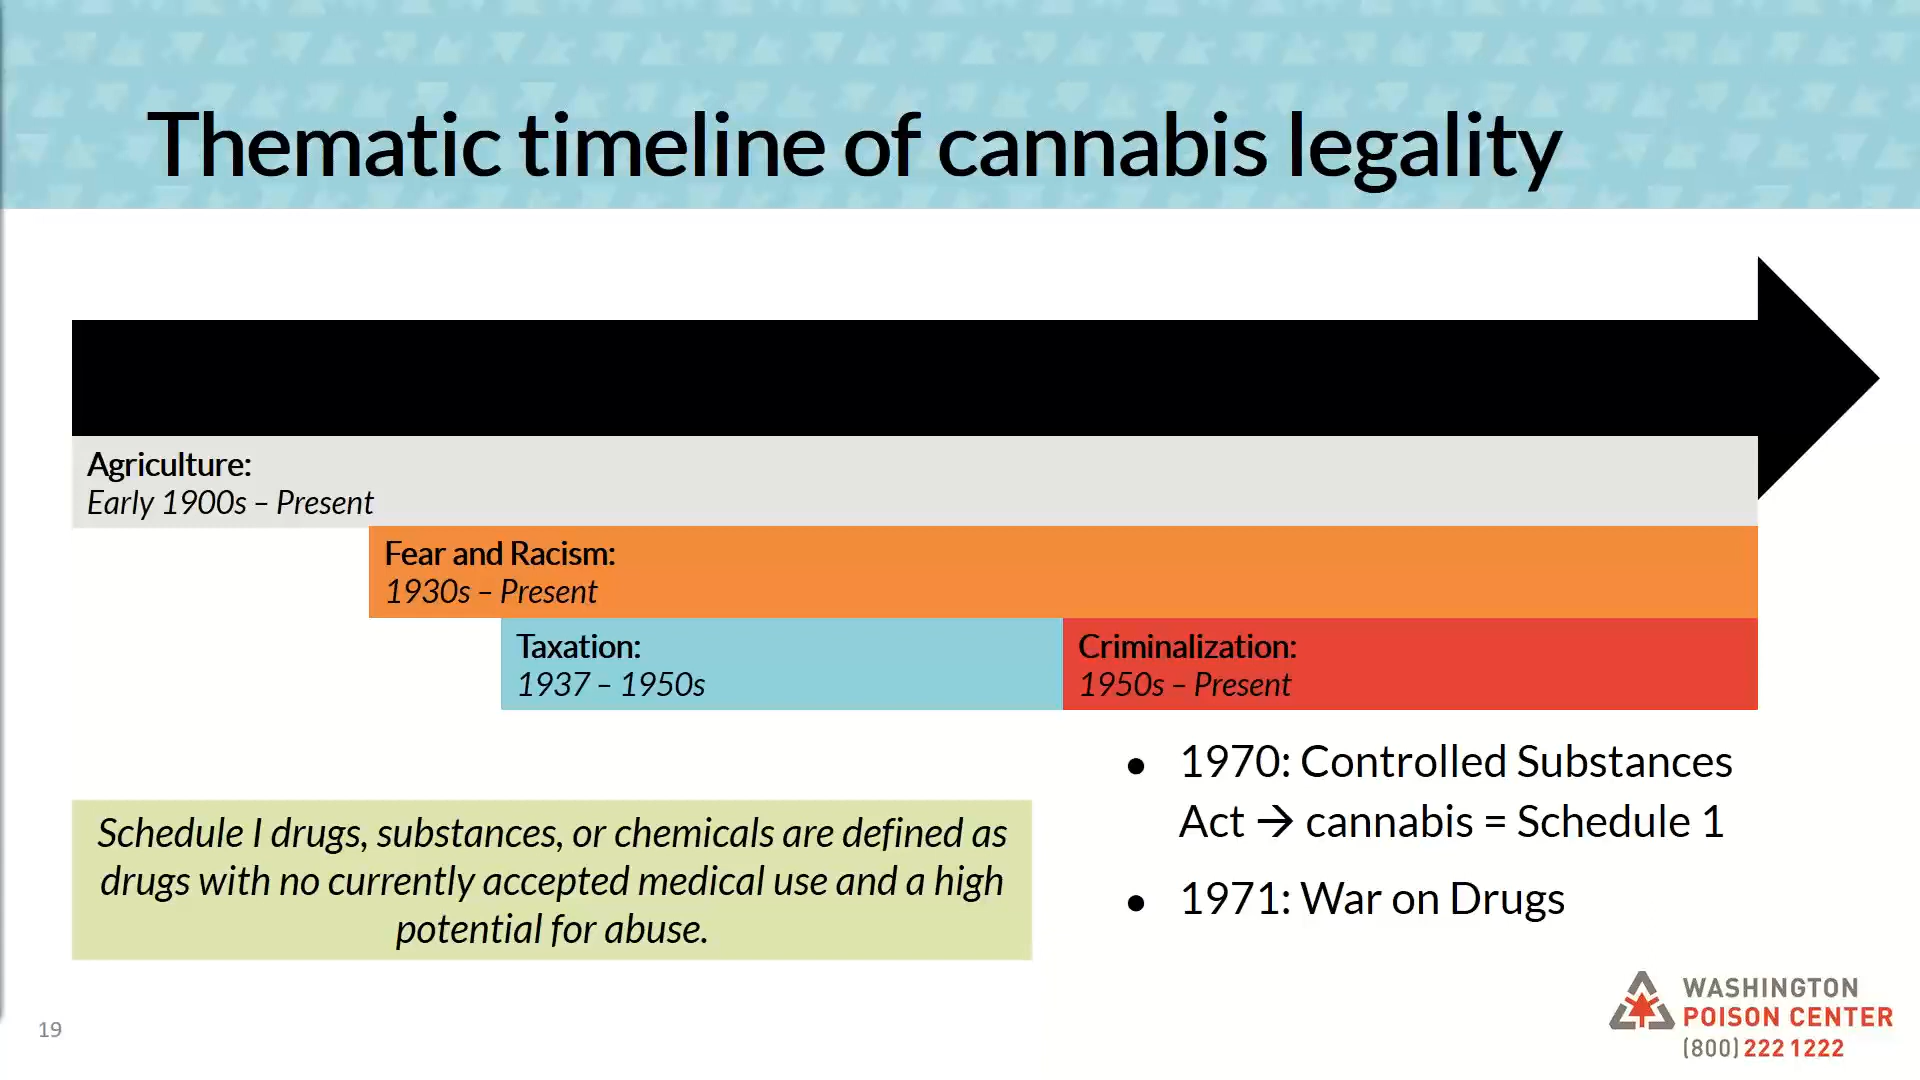 Thematic timeline of cannabis legality
Agriculture:
Early 1900s – Present
Fear and Racism:
1930s – Present
Taxation:
1937 – 1950s
Criminalization:
1950s – Present
• 1970: Controlled Substances
Act → cannabis = Schedule 1
• 1971: War on Drugs
Schedule I drugs, substances, or chemicals are defined as
drugs with no currently accepted medical use and a high
potential for abuse.
19
WASHINGTON
POISON CENTER
(800) 222 1222